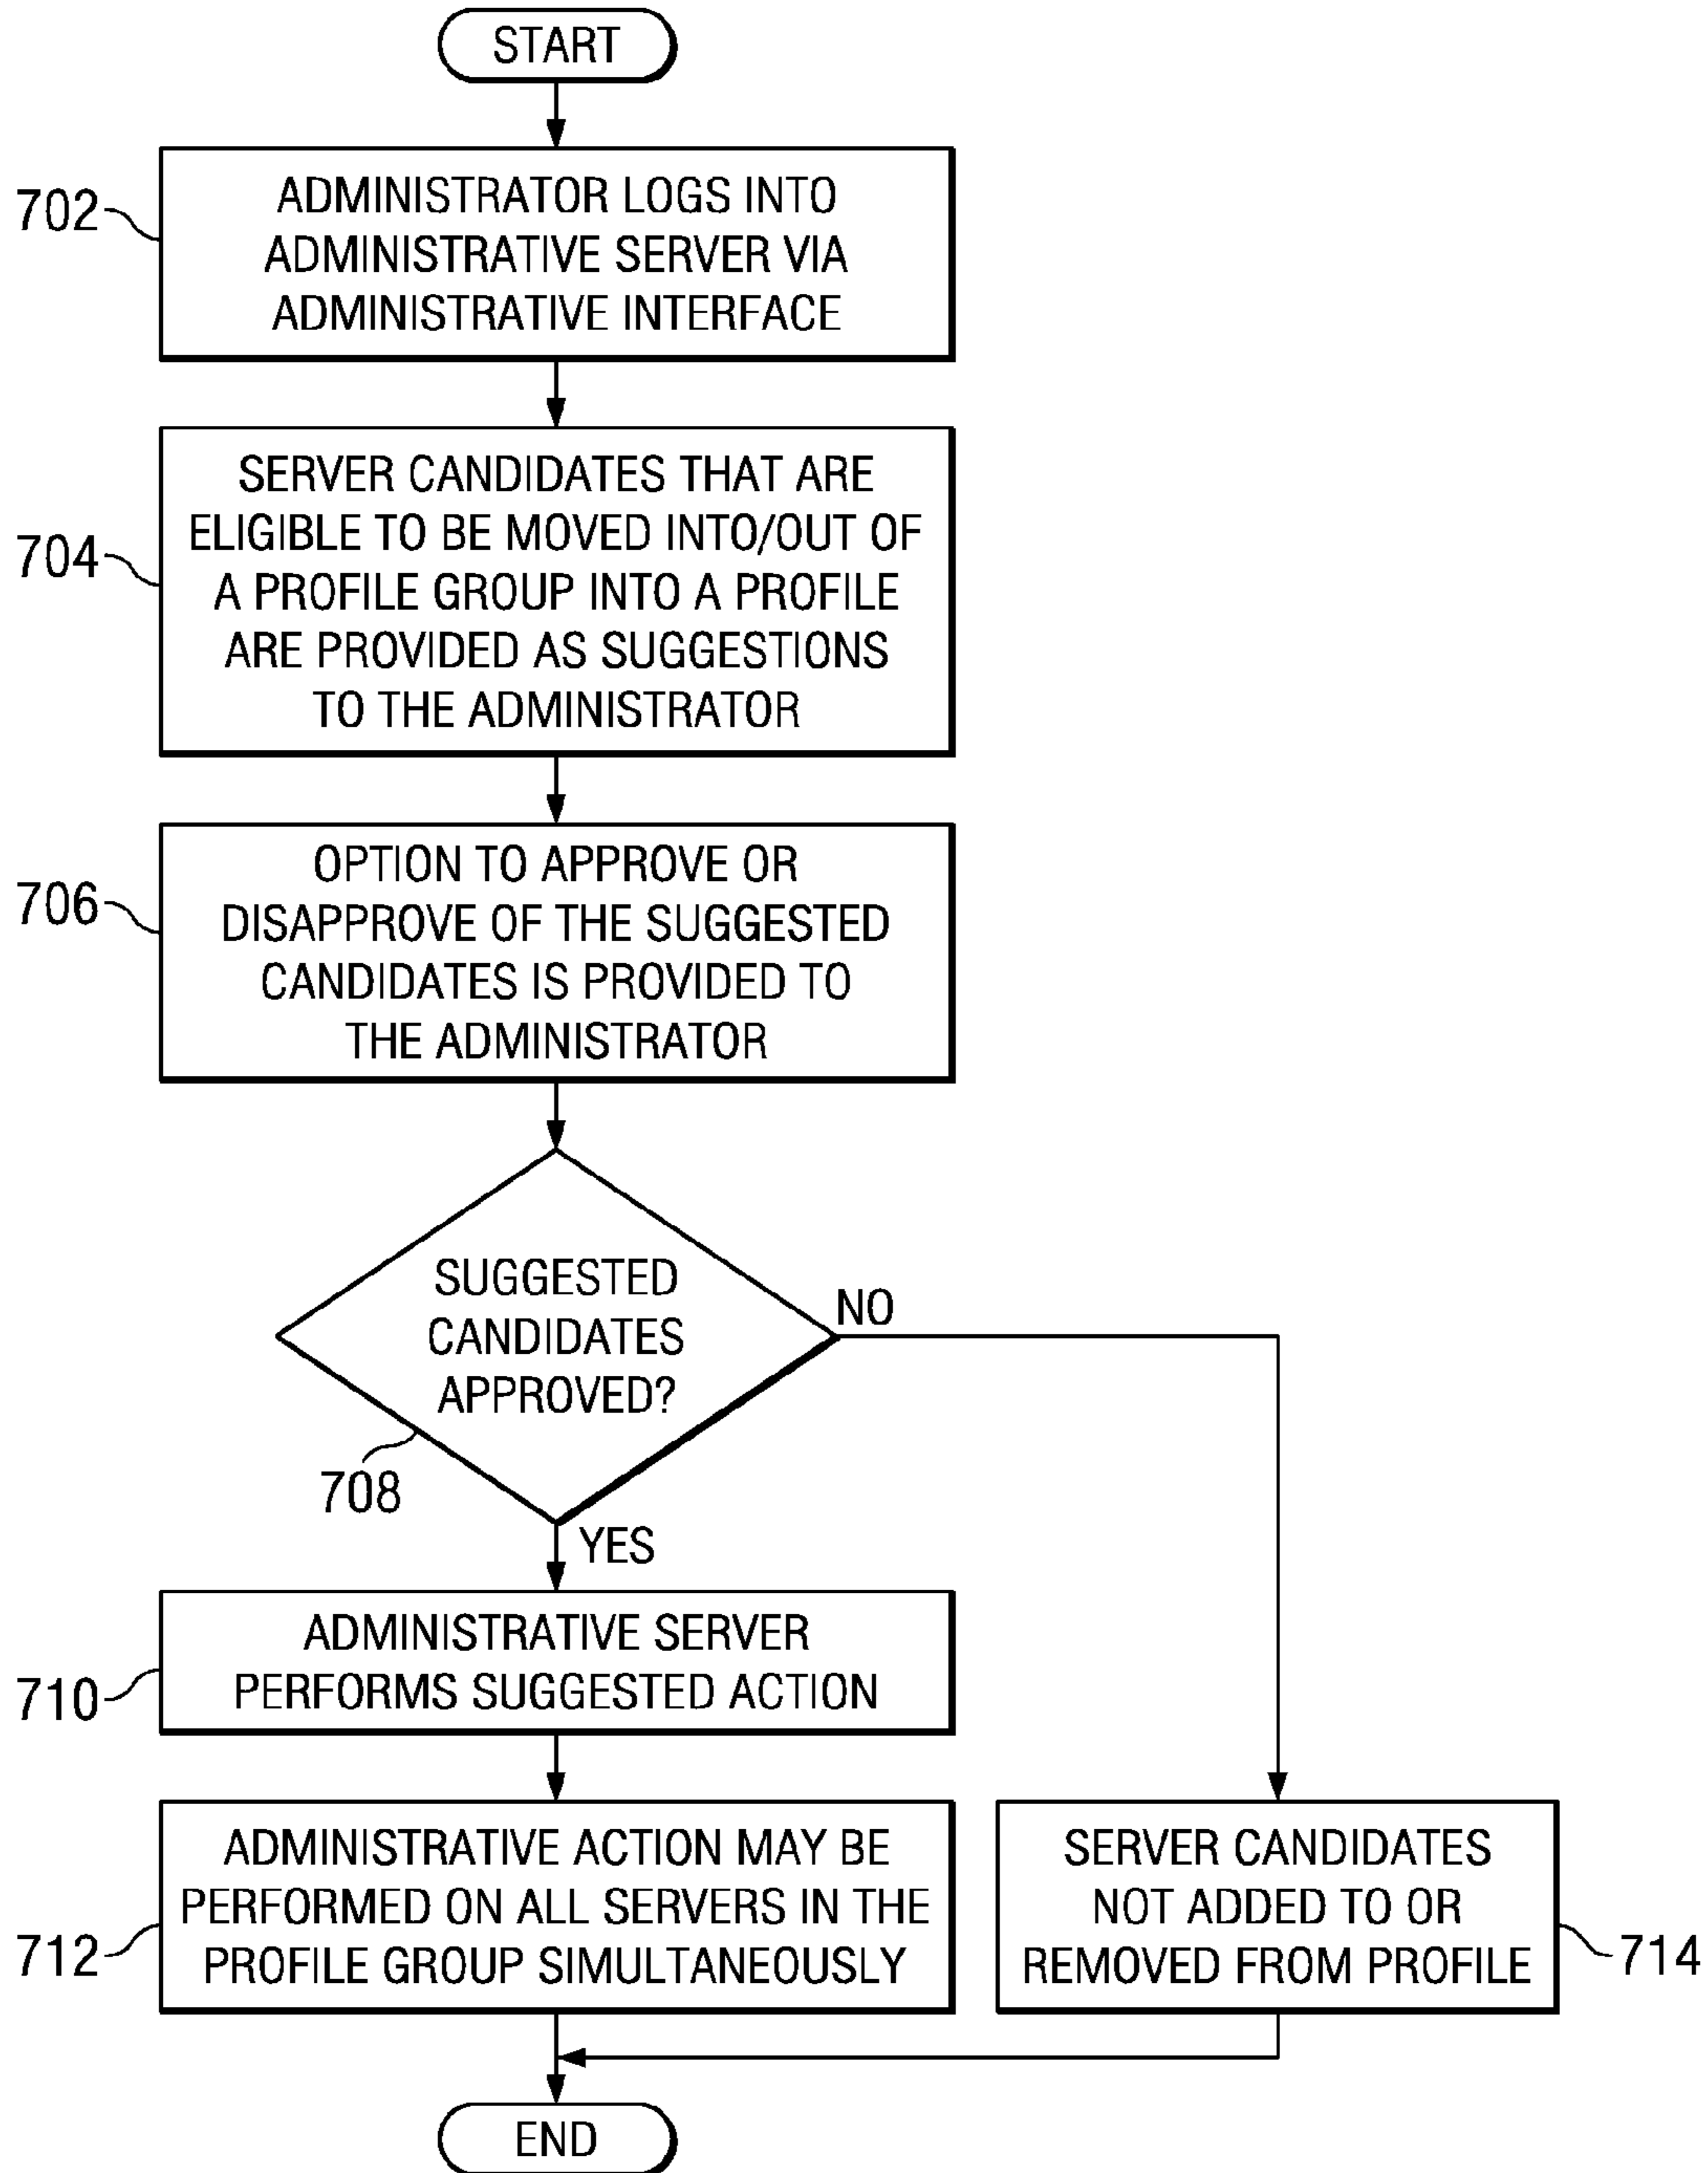 START
702
ADMINISTRATOR LOGS INTO
ADMINISTRATIVE SERVER VIA
ADMINISTRATIVE INTERFACE
704
SERVER CANDIDATES THAT ARE
ELIGIBLE TO BE MOVED INTO/OUT OF
A PROFILE GROUP INTO A PROFILE
ARE PROVIDED AS SUGGESTIONS
TO THE ADMINISTRATOR
706
OPTION TO APPROVE OR
DISAPPROVE OF THE SUGGESTED
CANDIDATES IS PROVIDED TO
THE ADMINISTRATOR
SUGGESTED
CANDIDATES
APPROVED?
NO
708
YES
710
ADMINISTRATIVE SERVER
PERFORMS SUGGESTED ACTION
712
ADMINISTRATIVE ACTION MAY BE
PERFORMED ON ALL SERVERS IN THE
PROFILE GROUP SIMULTANEOUSLY
SERVER CANDIDATES
NOT ADDED TO OR
REMOVED FROM PROFILE
714
END